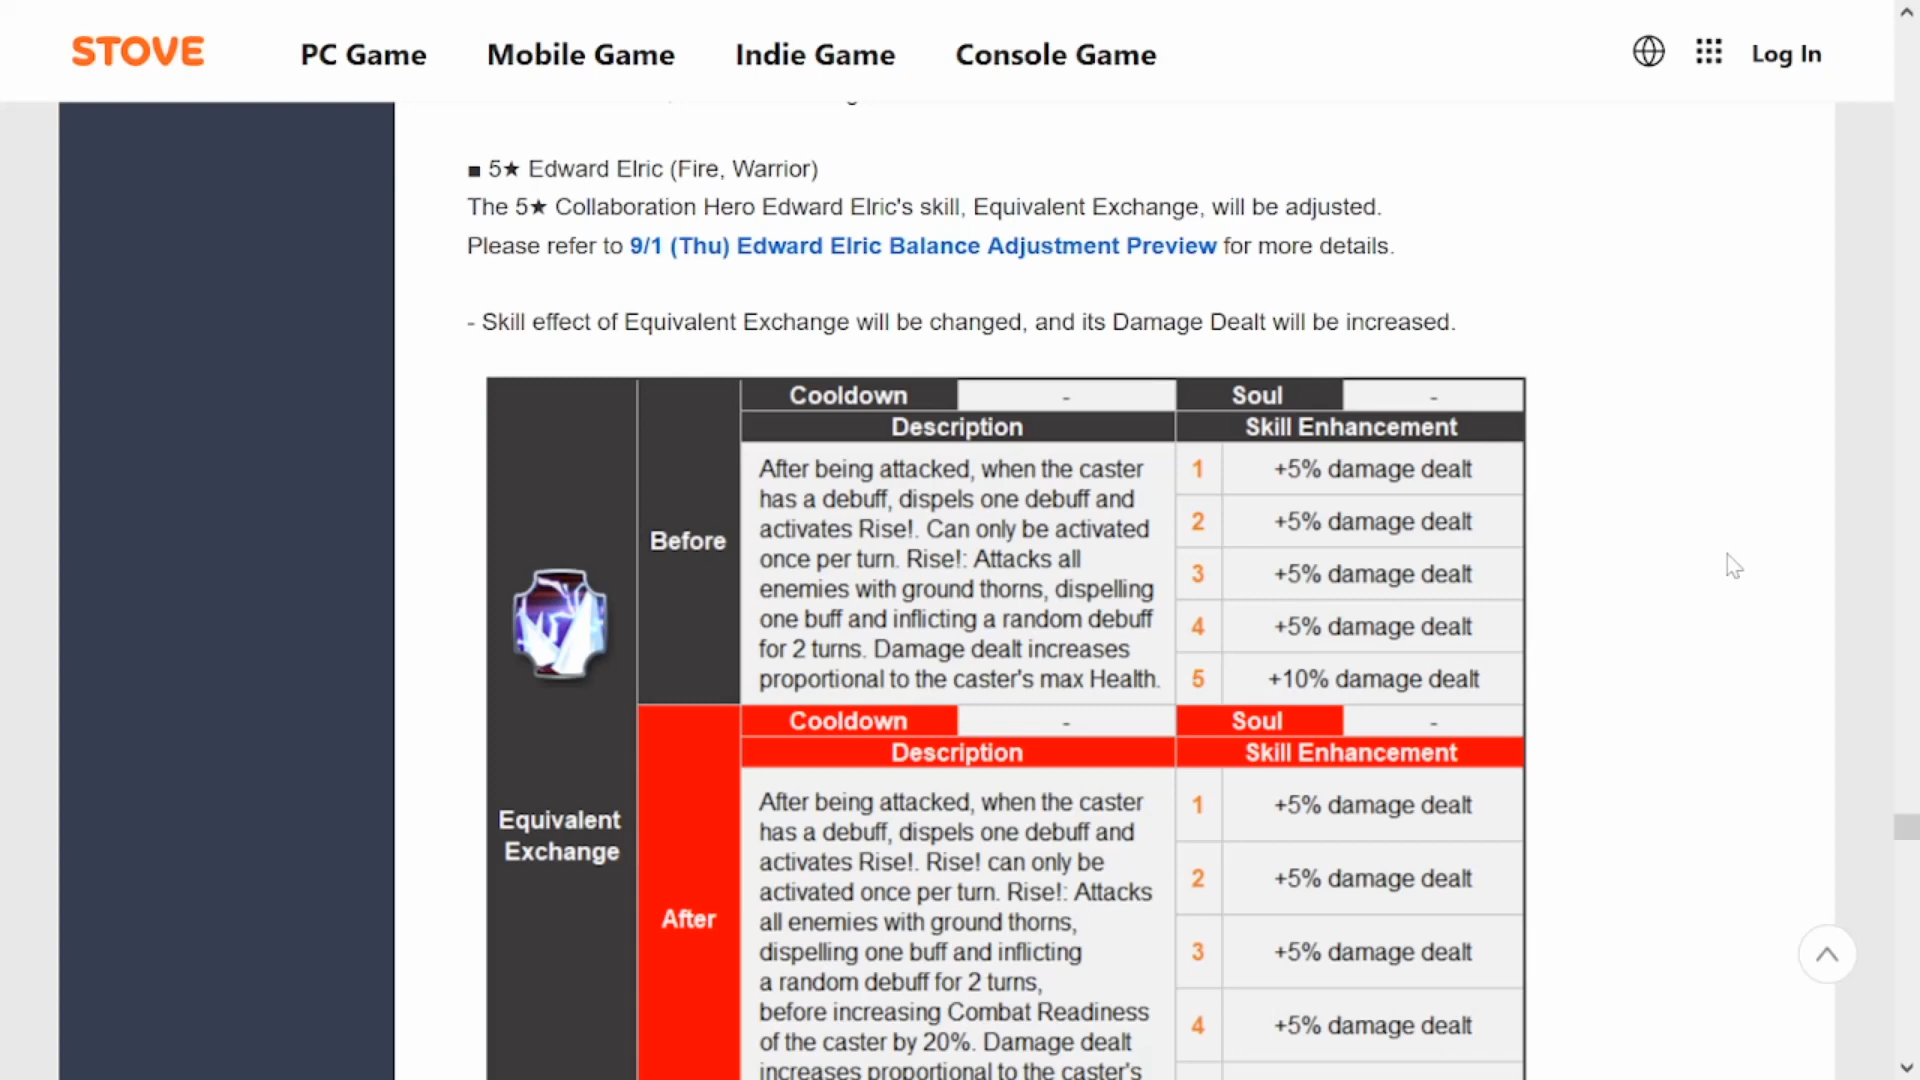 STOVE PC Game Mobile Game Indie Game Console Game Log In
■ 5★ Edward Elric (Fire, Warrior)
The 5★ Collaboration Hero Edward Elric's skill, Equivalent Exchange, will be adjusted.
Please refer to 9/1 (Thu) Edward Elric Balance Adjustment Preview for more details.
- Skill effect of Equivalent Exchange will be changed, and its Damage Dealt will be increased.
Equivalent
Exchange
Before
Cooldown - Soul -
Description Skill Enhancement
After being attacked, when the caster
has a debuff, dispels one debuff and
activates Rise!. Can only be activated
once per turn. Rise!: Attacks all
enemies with ground thorns, dispelling
one buff and inflicting a random debuff
for 2 turns. Damage dealt increases
proportional to the caster's max Health.
1 +5% damage dealt
2 +5% damage dealt
3 +5% damage dealt
4 +5% damage dealt
5 +10% damage dealt
After
Cooldown - Soul -
Description Skill Enhancement
After being attacked, when the caster
has a debuff, dispels one debuff and
activates Rise!. Rise! can only be
activated once per turn. Rise!: Attacks
all enemies with ground thorns,
dispelling one buff and inflicting
a random debuff for 2 turns,
before increasing Combat Readiness
of the caster by 20%. Damage dealt
increases proportional to the caster's
1 +5% damage dealt
2 +5% damage dealt
3 +5% damage dealt
4 +5% damage dealt